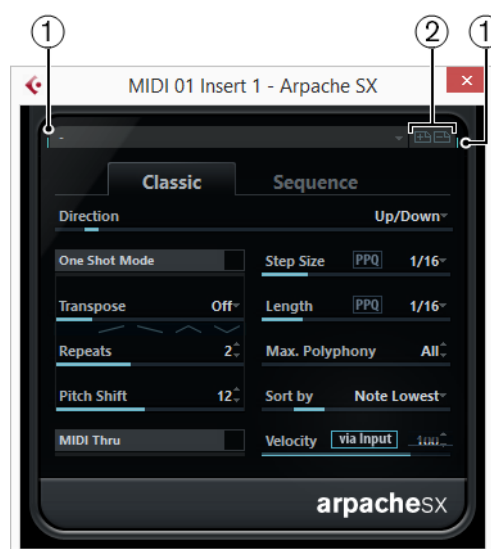 1 2 1
MIDI 01 Insert 1 - Arpache SX ×
-
Classic Sequence
Direction Up/Down
One Shot Mode Step Size PPQ 1/16
Transpose Off Length PPQ 1/16
Repeats 2 Max. Polyphony All
Pitch Shift 12 Sort by Note Lowest
MIDI Thru Velocity via Input 100
arpacheSX